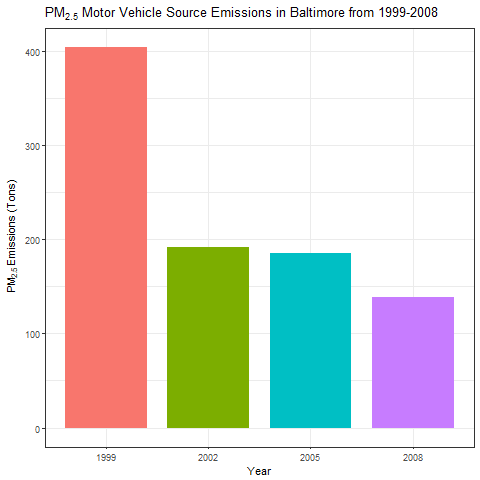 PM2.5 Motor Vehicle Source Emissions in Baltimore from 1999-2008
400
300
200
100
0
PM2.5 Emissions (Tons)
1999 2002 2005 2008
Year